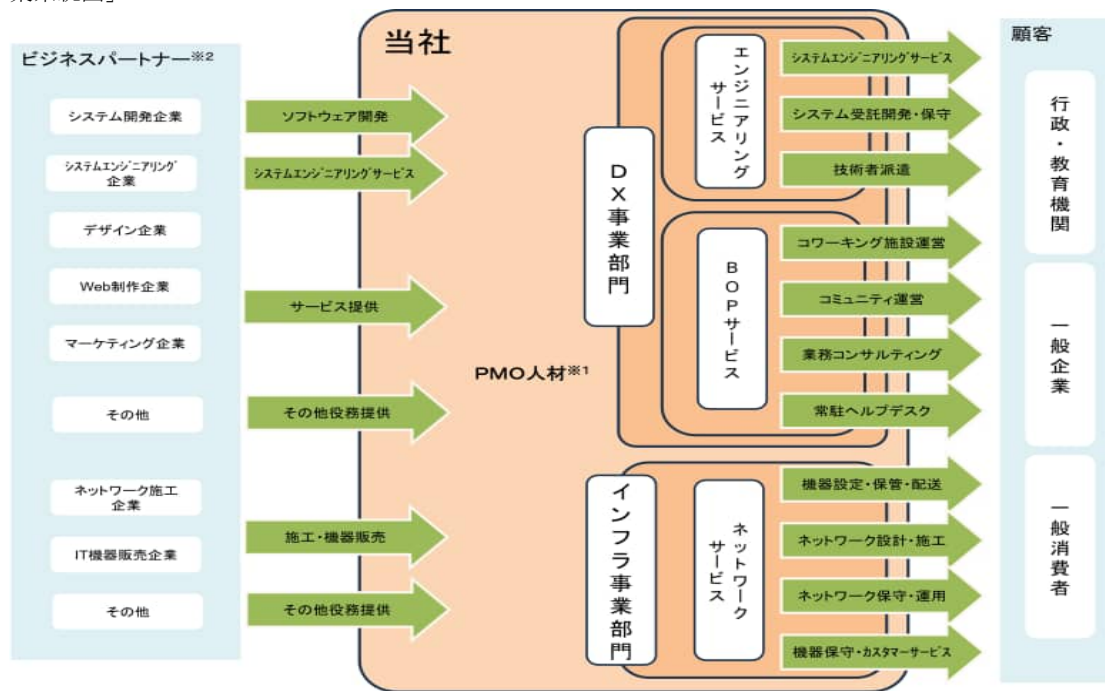 ビジネスパートナー※2
システム開発企業
システムエンジニアリング
企業
デザイン企業
Web制作企業
マーケティング企業
その他
ネットワーク施工
企業
IT機器販売企業
その他
ソフトウェア開発
システムエンジニアリングサービス
サービス提供
その他役務提供
施工・機器販売
その他役務提供
当社
PMO人材※1
DX事業部門
エンジニアリング
サービス
BOPサービス
インフラ事業部門
ネットワーク
サービス
システムエンジニアリングサービス
システム受託開発・保守
技術者派遣
コワーキング施設運営
コミュニティ運営
業務コンサルティング
常駐ヘルプデスク
機器設定・保管・配送
ネットワーク設計・施工
ネットワーク保守・運用
機器保守・カスタマーサービス
顧客
行政・教育機関
一般企業
一般消費者